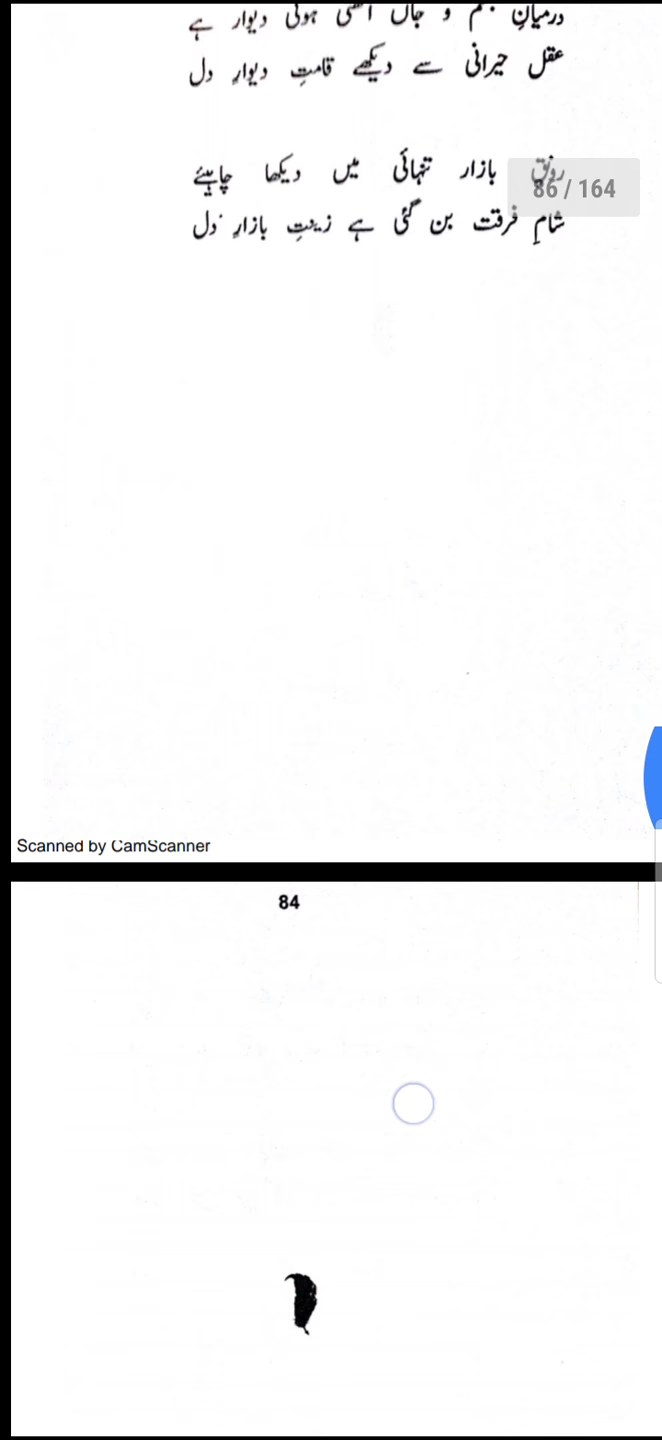 درمیانِ جسم و جاں اٹھی ہوئی دیوار ہے
عقل حیرانی سے دیکھے قامتِ دیوارِ دل
رونقِ بازار تنہائی میں دیکھا چاہیئے
86 / 164
شامِ فرقت بن گئی ہے زینتِ بازارِ دل
Scanned by CamScanner
84